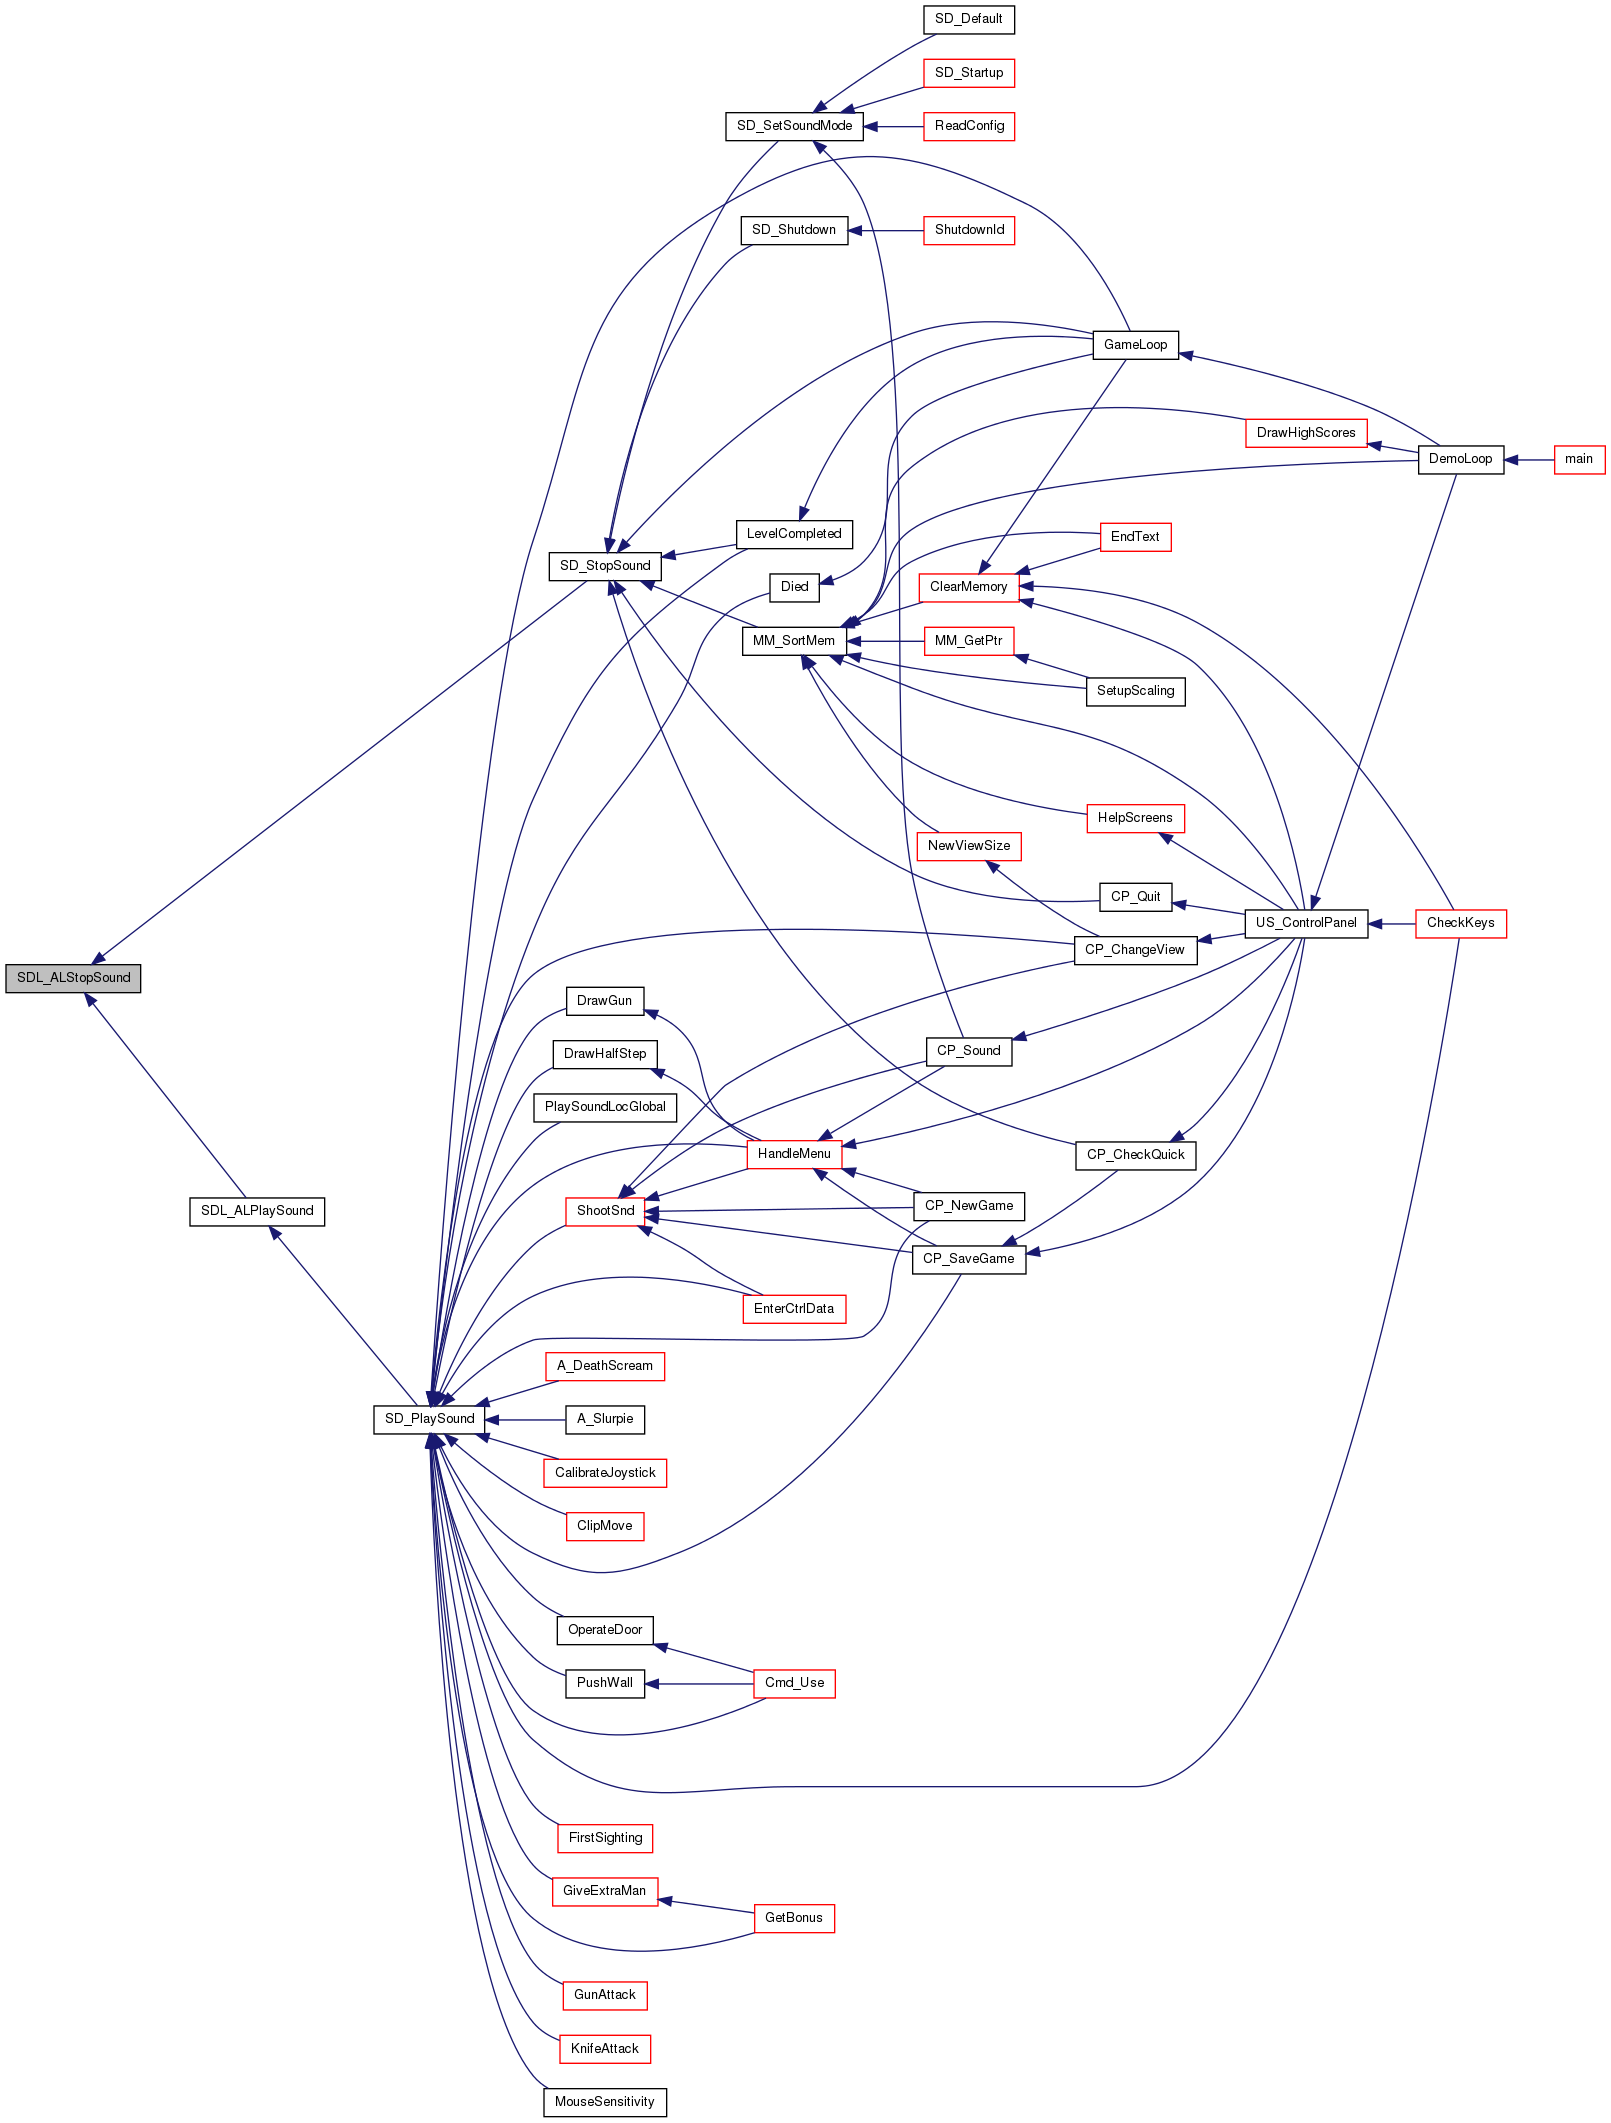 SD_Default
SD_Startup
SD_SetSoundMode
ReadConfig
SD_Shutdown
ShutdownId
GameLoop
DrawHighScores
DemoLoop
main
LevelCompleted
EndText
SD_StopSound
Died
ClearMemory
MM_SortMem
MM_GetPtr
SetupScaling
HelpScreens
NewViewSize
CP_Quit
US_ControlPanel
CheckKeys
CP_ChangeView
SDL_ALStopSound
DrawGun
DrawHalfStep
CP_Sound
PlaySoundLocGlobal
HandleMenu
CP_CheckQuick
SDL_ALPlaySound
ShootSnd
CP_NewGame
CP_SaveGame
EnterCtrlData
A_DeathScream
SD_PlaySound
A_Slurpie
CalibrateJoystick
ClipMove
OperateDoor
PushWall
Cmd_Use
FirstSighting
GiveExtraMan
GetBonus
GunAttack
KnifeAttack
MouseSensitivity